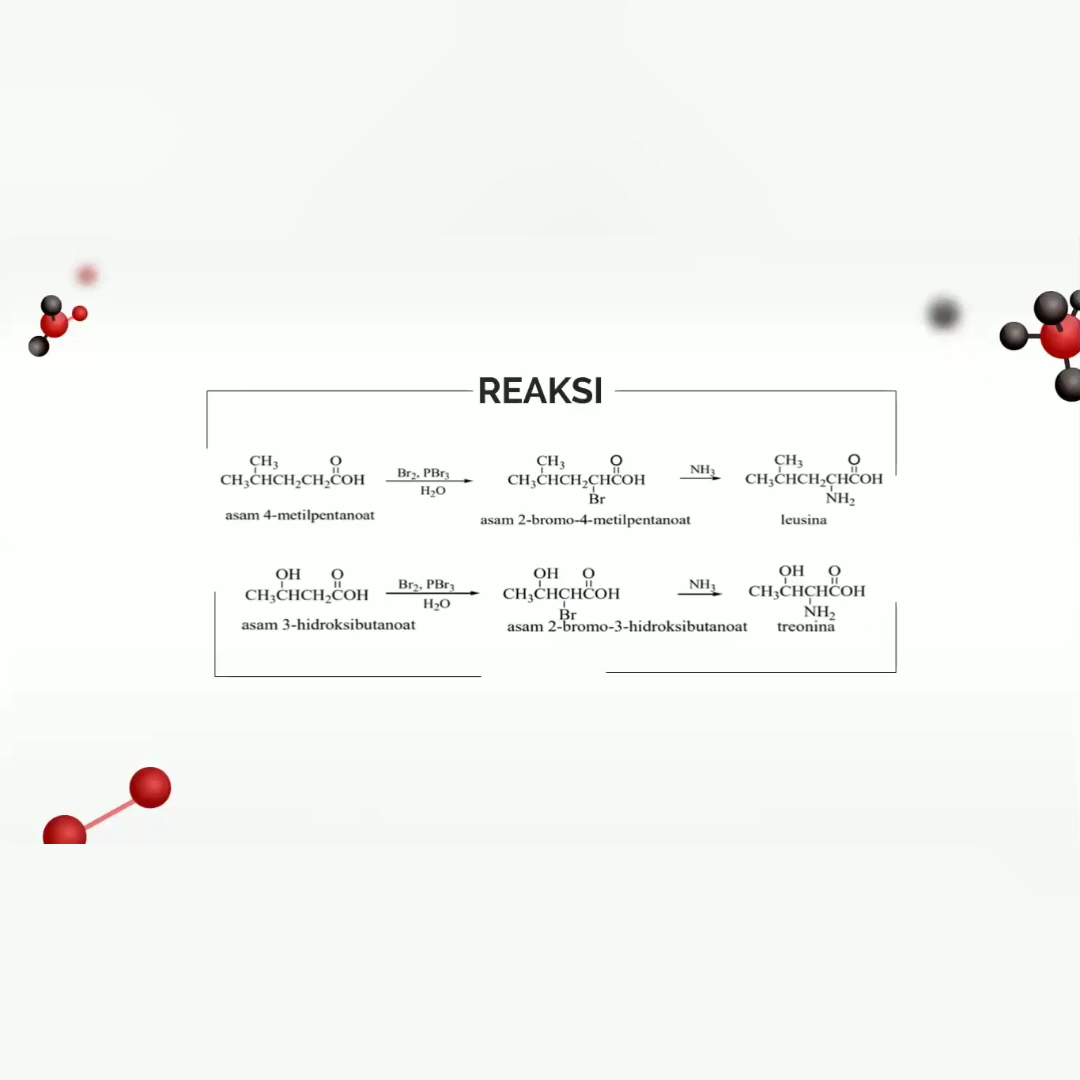 REAKSI
CH₃ O
CH₃CHCH₂CH₂COH
Br₂, PBr₃
H₂O
CH₃ O
CH₃CHCH₂CHCOH
Br
NH₃
CH₃ O
CH₃CHCH₂CHCOH
NH₂
asam 4-metilpentanoat
asam 2-bromo-4-metilpentanoat
leusina
OH O
CH₃CHCH₂COH
Br₂, PBr₃
H₂O
OH O
CH₃CHCHCOH
Br
NH₃
OH O
CH₃CHCHCOH
NH₂
asam 3-hidroksibutanoat
asam 2-bromo-3-hidroksibutanoat
treonina